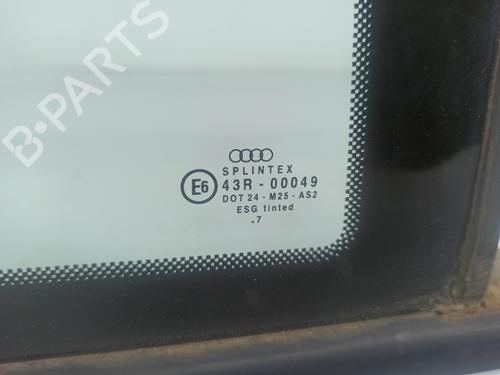 B-PARTS
SPLINTEX
E6 43R - 00049
DOT 24 - M25 - AS2
ESG tinted
.7